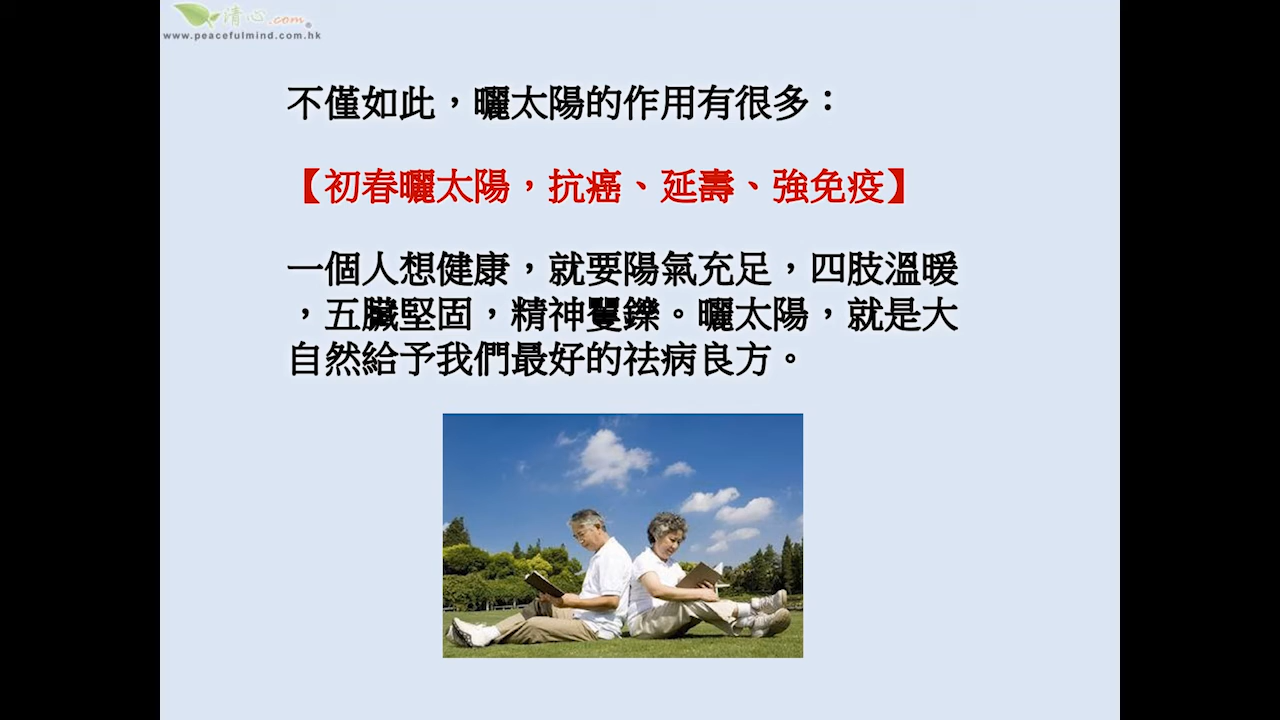 清心.com®
www.peacefulmind.com.hk
不僅如此，曬太陽的作用有很多：
【初春曬太陽，抗癌、延壽、強免疫】
一個人想健康，就要陽氣充足，四肢溫暖
，五臟堅固，精神矍鑠。曬太陽，就是大
自然給予我們最好的祛病良方。